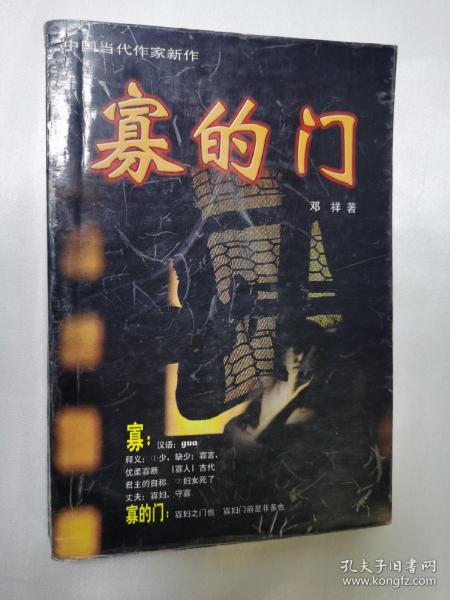 中国当代作家新作
寡的门
邓祥 著
寡：汉语：gua
释义：①少，缺少：寡言，
优柔寡断 [寡人] 古代
君主的自称。②妇女死了
丈夫：寡妇，守寡
寡的门：寡妇之门也 寡妇门前是非多也
孔夫子旧书网
www.kongfz.com